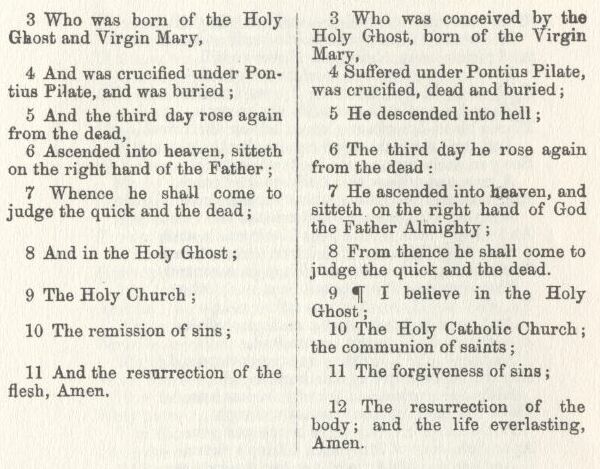 3 Who was born of the Holy
Ghost and Virgin Mary,
4 And was crucified under Pon-
tius Pilate, and was buried;
5 And the third day rose again
from the dead,
6 Ascended into heaven, sitteth
on the right hand of the Father;
7 Whence he shall come to
judge the quick and the dead;
8 And in the Holy Ghost;
9 The Holy Church;
10 The remission of sins;
11 And the resurrection of the
flesh, Amen.
3 Who was conceived by the
Holy Ghost, born of the Virgin
Mary,
4 Suffered under Pontius Pilate,
was crucified, dead and buried;
5 He descended into hell;
6 The third day he rose again
from the dead:
7 He ascended into heaven, and
sitteth on the right hand of God
the Father Almighty;
8 From thence he shall come to
judge the quick and the dead.
9 ¶ I believe in the Holy
Ghost;
10 The Holy Catholic Church;
the communion of saints;
11 The forgiveness of sins;
12 The resurrection of the
body; and the life everlasting,
Amen.